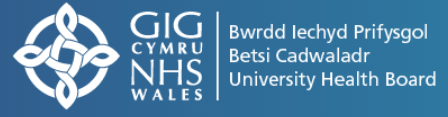 GIG
CYMRU
NHS
WALES
Bwrdd Iechyd Prifysgol
Betsi Cadwaladr
University Health Board